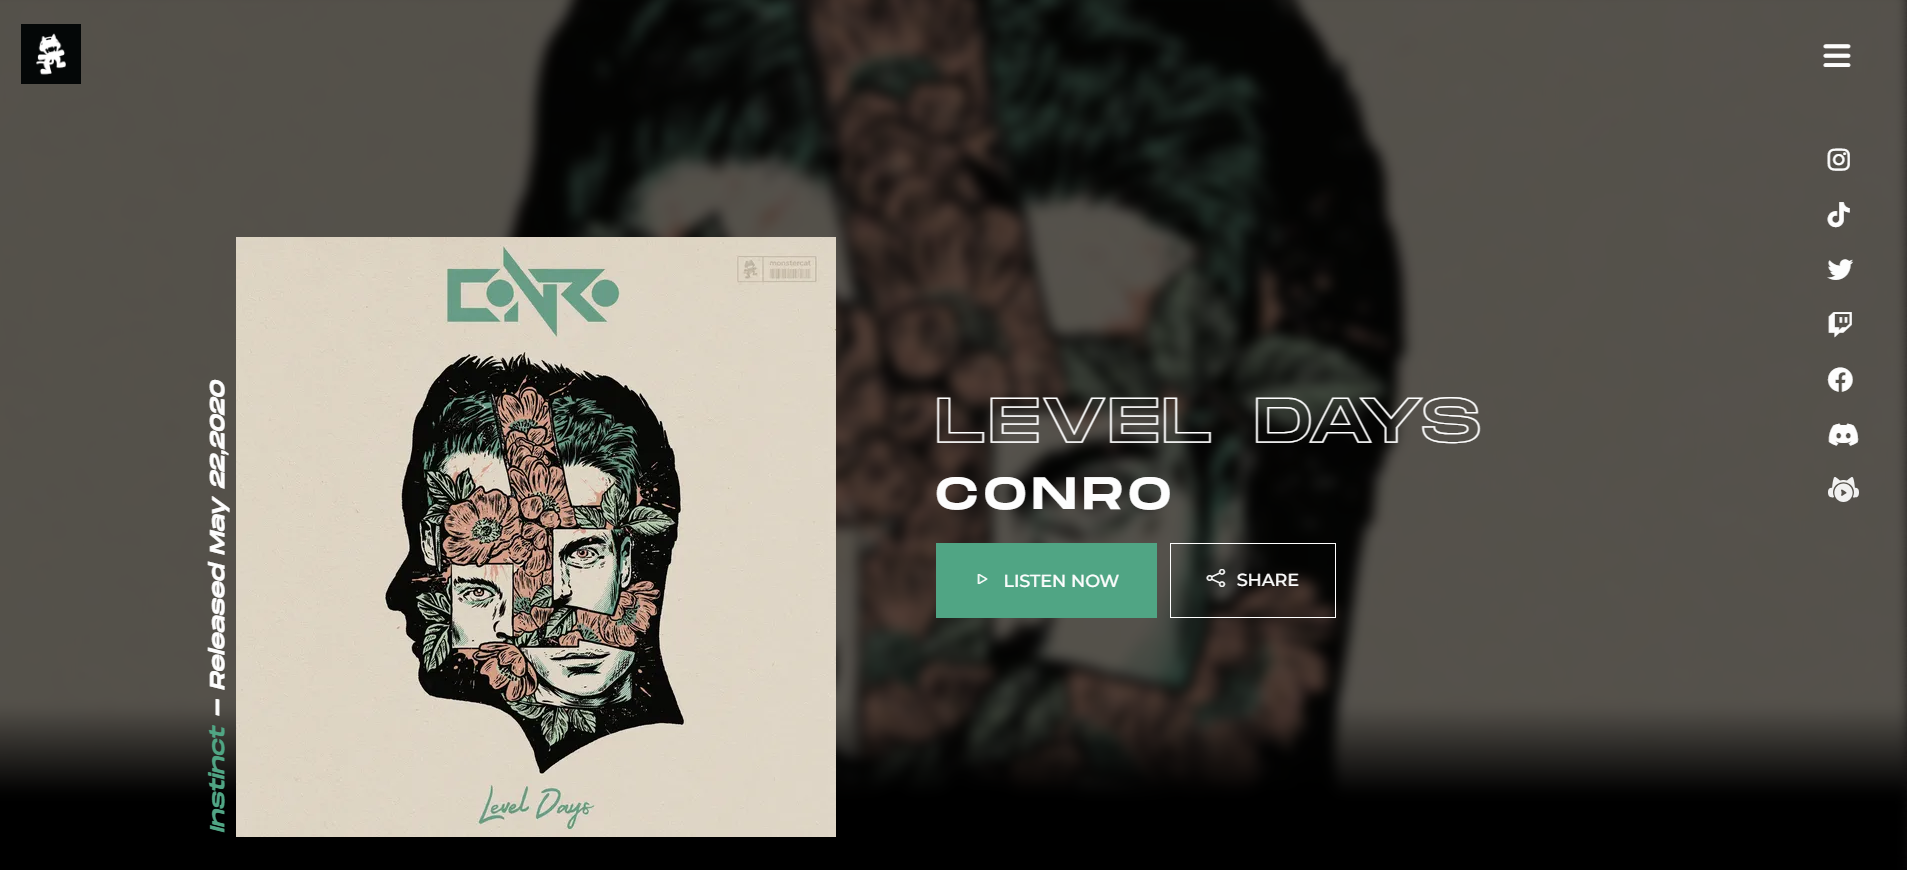 CONRO
monstercat
Instinct — Released May 22,2020
Level Days
LEVEL DAYS
CONRO
LISTEN NOW
SHARE